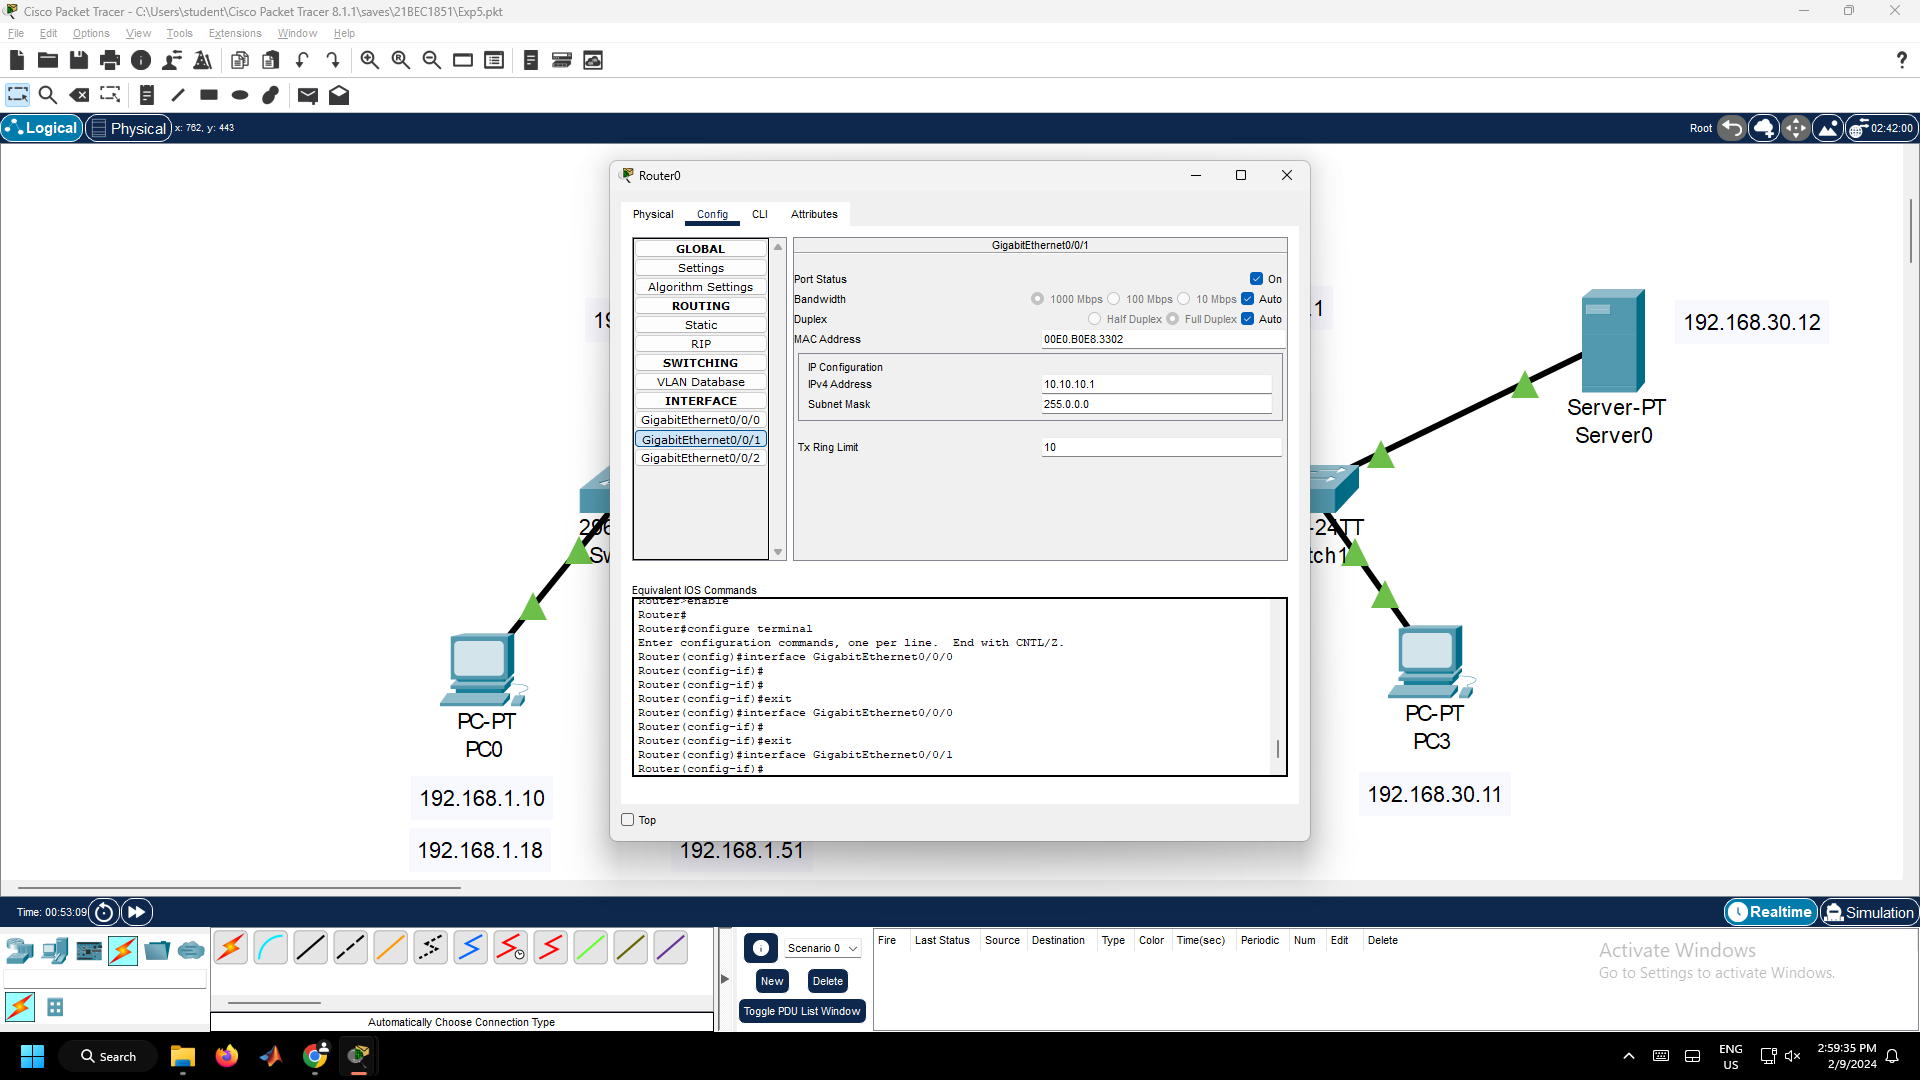 Cisco Packet Tracer - C:\Users\student\Cisco Packet Tracer 8.1.1\saves\21BEC1851\Exp5.pkt
File Edit Options View Tools Extensions Window Help
?
Logical Physical x: 762, y: 443
Root 02:42:00
Router0
Physical Config CLI Attributes
GLOBAL
Settings
Algorithm Settings
ROUTING
Static
RIP
SWITCHING
VLAN Database
INTERFACE
GigabitEthernet0/0/0
GigabitEthernet0/0/1
GigabitEthernet0/0/2
GigabitEthernet0/0/1
Port Status On
Bandwidth 1000 Mbps 100 Mbps 10 Mbps Auto
Duplex Half Duplex Full Duplex Auto
MAC Address 00E0.B0E8.3302
IP Configuration
IPv4 Address 10.10.10.1
Subnet Mask 255.0.0.0
Tx Ring Limit 10
Equivalent IOS Commands
Router>enable
Router#
Router#configure terminal
Enter configuration commands, one per line. End with CNTL/Z.
Router(config)#interface GigabitEthernet0/0/0
Router(config-if)#
Router(config-if)#
Router(config-if)#exit
Router(config)#interface GigabitEthernet0/0/0
Router(config-if)#
Router(config-if)#exit
Router(config)#interface GigabitEthernet0/0/1
Router(config-if)#
Top
19
.1
192.168.30.12
Server-PT
Server0
296
Sw
-24TT
tch1
PC-PT
PC0
192.168.1.10
192.168.1.18
192.168.1.51
PC-PT
PC3
192.168.30.11
Time: 00:53:09
Realtime Simulation
Automatically Choose Connection Type
Scenario 0
New Delete
Toggle PDU List Window
Fire Last Status Source Destination Type Color Time(sec) Periodic Num Edit Delete
Activate Windows
Go to Settings to activate Windows.
Search
ENG
US
2:59:35 PM
2/9/2024